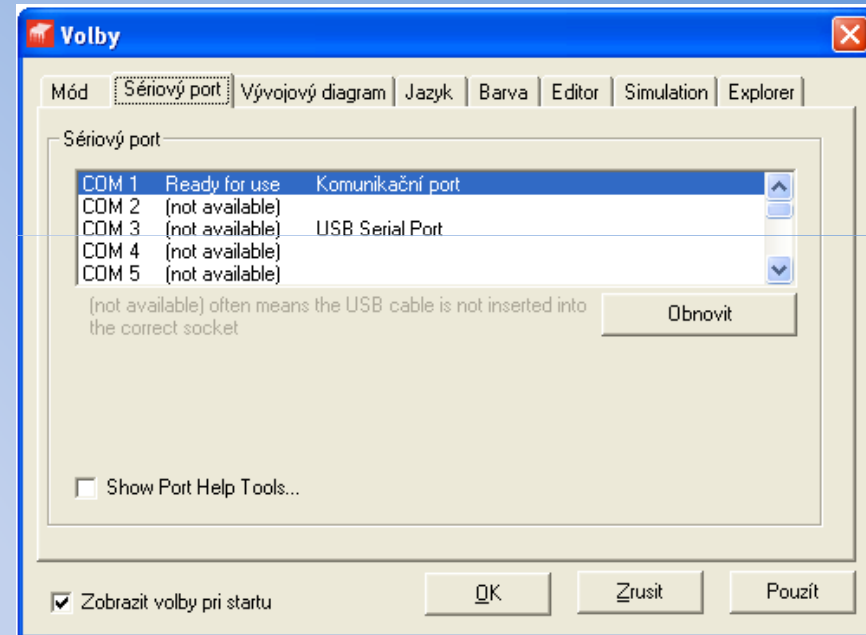 Volby
Mód Sériový port Vývojový diagram Jazyk Barva Editor Simulation Explorer
Sériový port
COM 1 Ready for use Komunikační port
COM 2 (not available)
COM 3 (not available) USB Serial Port
COM 4 (not available)
COM 5 (not available)
(not available) often means the USB cable is not inserted into
the correct socket
Obnovit
Show Port Help Tools...
Zobrazit volby pri startu
OK Zrusit Pouzít